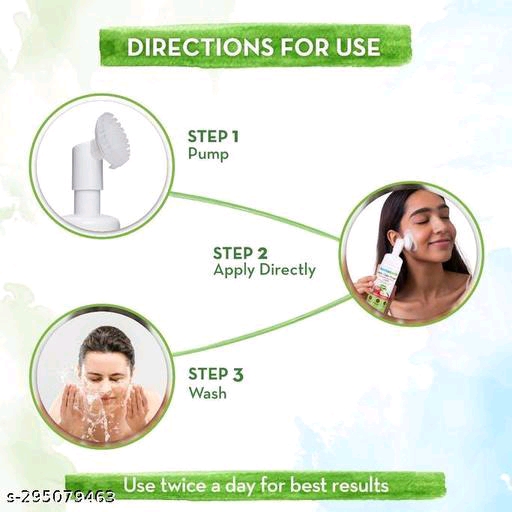 DIRECTIONS FOR USE
STEP 1
Pump
STEP 2
Apply Directly
STEP 3
Wash
Use twice a day for best results
s-295079463